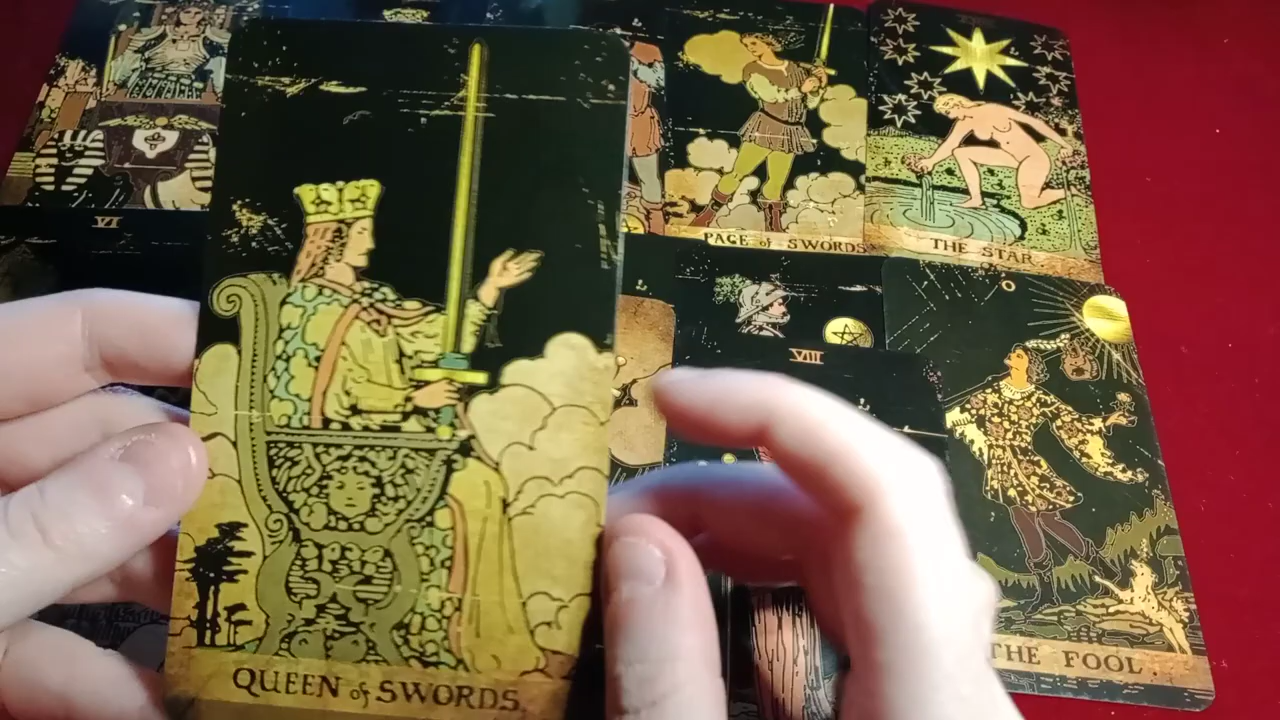 PAGE of SWORDS
THE STAR
VI
VIII
THE FOOL
QUEEN of SWORDS.